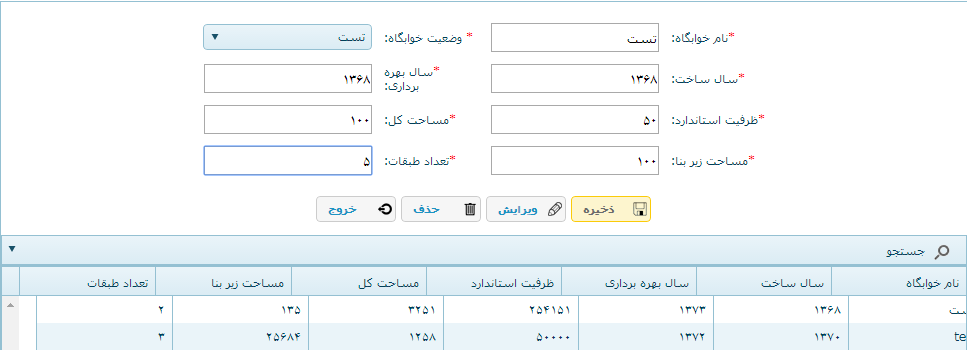 *نام خوابگاه: تست * وضعیت خوابگاه: تست
*سال ساخت: ۱۳۶۸ *سال بهره برداری: ۱۳۶۸
*ظرفیت استاندارد: ۵۰ *مساحت کل: ۱۰۰
*مساحت زیر بنا: ۱۰۰ *تعداد طبقات: ۵
ذخیره ویرایش حذف خروج
جستجو
نام خوابگاه سال ساخت سال بهره برداری ظرفیت استاندارد مساحت کل مساحت زیر بنا تعداد طبقات
۱۳۶۸ ۱۳۷۳ ۲۵۴۱۵۱ ۳۲۵۱ ۱۳۵ ۲
te ۱۳۷۰ ۱۳۷۲ ۵۰۰۰۰ ۱۲۵۸ ۲۵۶۸۴ ۳